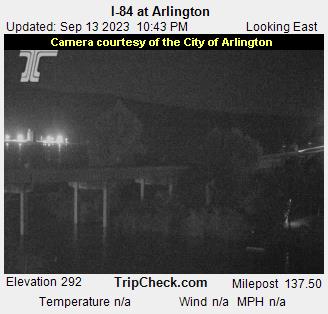 I-84 at Arlington
Updated: Sep 13 2023 10:43 PM Looking East
Camera courtesy of the City of Arlington
Elevation 292 TripCheck.com Milepost 137.50
Temperature n/a Wind n/a MPH n/a